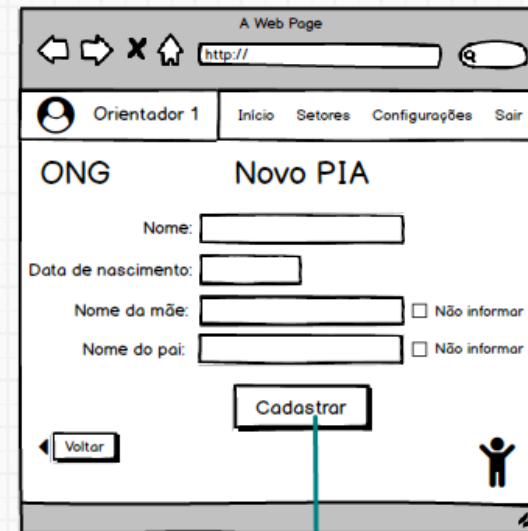 A Web Page
http://
Orientador 1 Início Setores Configurações Sair
ONG Novo PIA
Nome:
Data de nascimento:
Nome da mãe: Não informar
Nome do pai: Não informar
Cadastrar
Voltar